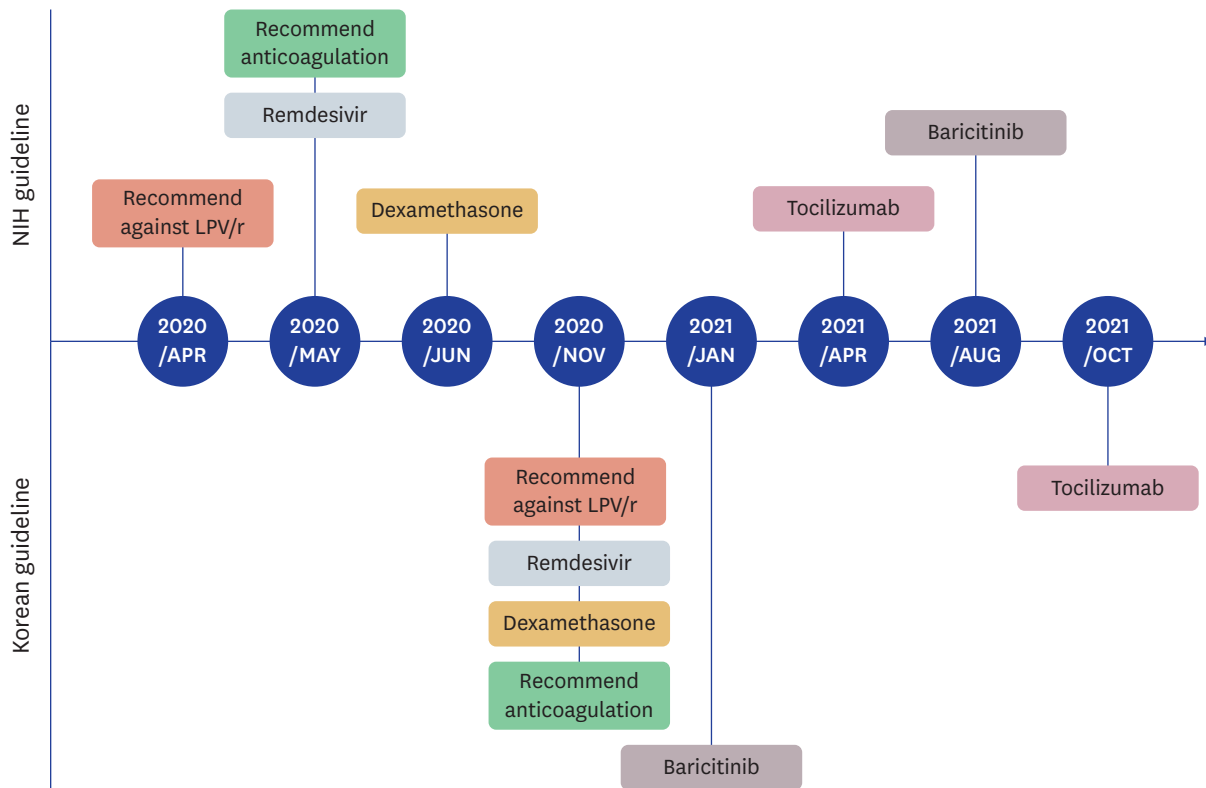 NIH guideline
Recommend
anticoagulation
Remdesivir
Recommend
against LPV/r
Dexamethasone
Tocilizumab
Baricitinib
2020
/APR
2020
/MAY
2020
/JUN
2020
/NOV
2021
/JAN
2021
/APR
2021
/AUG
2021
/OCT
Korean guideline
Recommend
against LPV/r
Remdesivir
Dexamethasone
Recommend
anticoagulation
Baricitinib
Tocilizumab